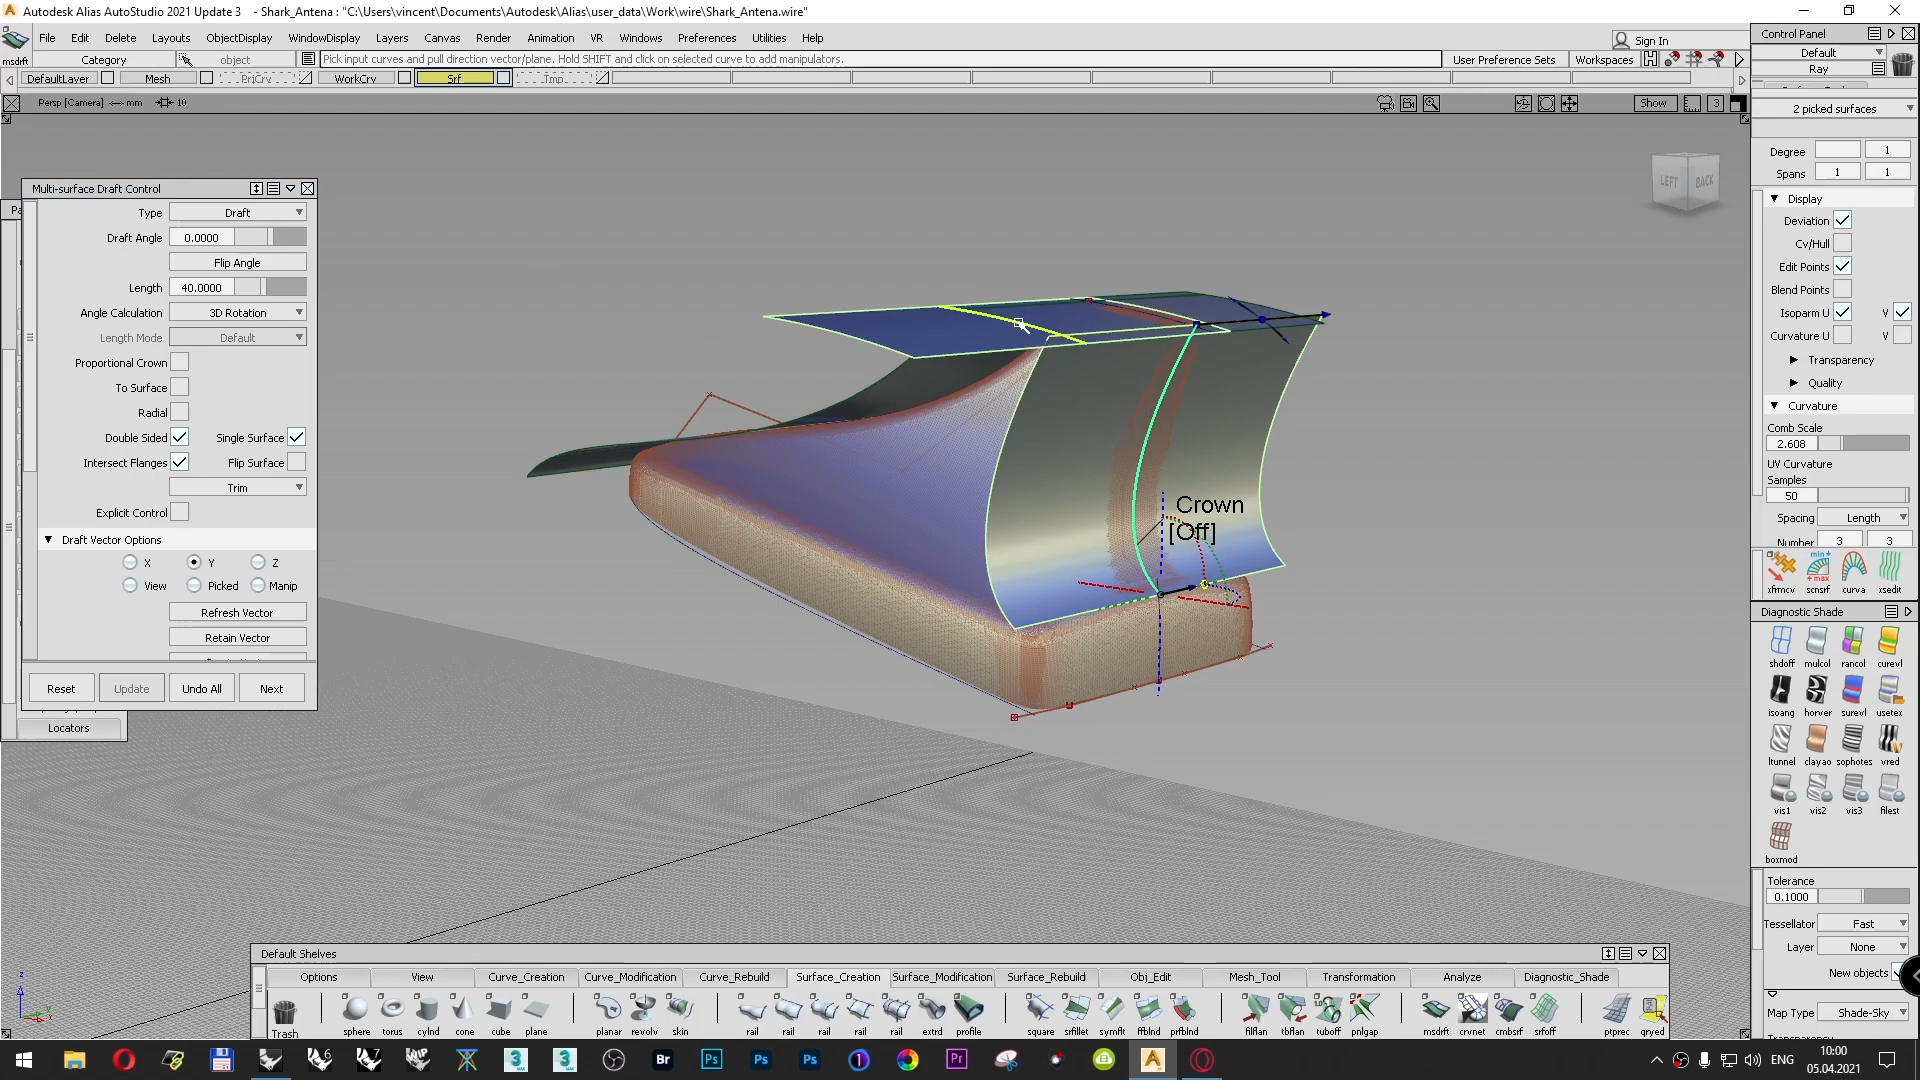 Autodesk Alias AutoStudio 2021 Update 3 - Shark_Antena : "C:\Users\vincent\Documents\Autodesk\Alias\user_data\Work\wire\Shark_Antena.wire"
msdrft
File Edit Delete Layouts ObjectDisplay WindowDisplay Layers Canvas Render Animation VR Windows Preferences Utilities Help
Sign In
Category object Pick input curves and pull direction vector/plane. Hold SHIFT and click on selected curve to add manipulators. User Preference Sets Workspaces
DefaultLayer Mesh PrjCrv WorkCrv Srf Tmp
Persp [Camera] <-> mm 10 Show 3
Control Panel
Default
Ray
2 picked surfaces
Degree 1
Spans 1 1
Display
Deviation
Cv/Hull
Edit Points
Blend Points
Isoparm U V
Curvature U V
Transparency
Quality
Curvature
Comb Scale
2.608
UV Curvature
Samples
50
Spacing Length
Number 3 3
xfrmcv scnsrf curva xsedit
Diagnostic Shade
shdoff mulcol rancol curevl
isoang horver surevl usetex
ltunnel clayao sophotes vred
vis1 vis2 vis3 filest
boxmod
Tolerance
0.1000
Tessellator Fast
Layer None
New objects
Map Type Shade-Sky
Multi-surface Draft Control
Type Draft
Draft Angle 0.0000
Flip Angle
Length 40.0000
Angle Calculation 3D Rotation
Length Mode Default
Proportional Crown
To Surface
Radial
Double Sided Single Surface
Intersect Flanges Flip Surface
Trim
Explicit Control
Draft Vector Options
X Y Z
View Picked Manip
Refresh Vector
Retain Vector
Reset Update Undo All Next
Locators
LEFT BACK
Crown
[Off]
Default Shelves
Options View Curve_Creation Curve_Modification Curve_Rebuild Surface_Creation Surface_Modification Surface_Rebuild Obj_Edit Mesh_Tool Transformation Analyze Diagnostic_Shade
Trash sphere torus cylnd cone cube plane planar revolv skin rail rail rail rail rail extrd profile square srfillet symflt ffblnd prfblnd filflan tbflan tuboff pnlgap msdrft crvnet cmbsrf srfoff ptprec qryed
ENG
10:00
05.04.2021